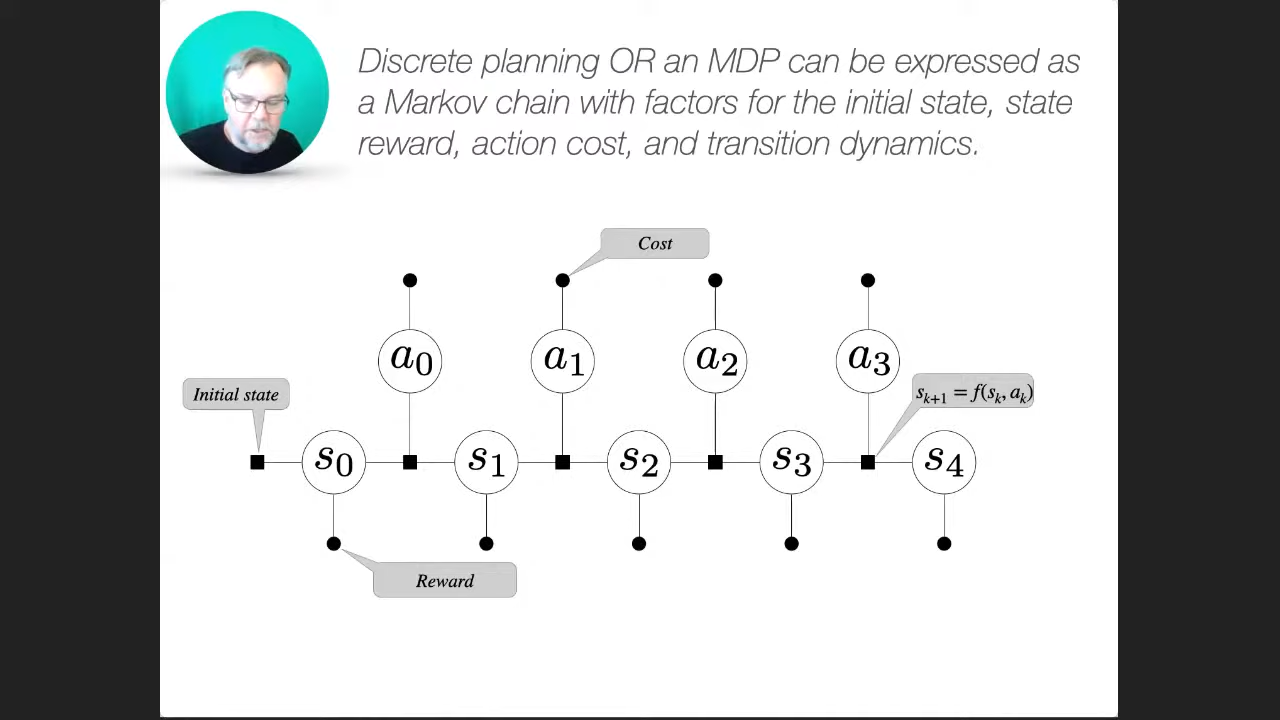 Discrete planning OR an MDP can be expressed as
a Markov chain with factors for the initial state, state
reward, action cost, and transition dynamics.
Cost
a₀ a₁ a₂ a₃
Initial state
sₖ₊₁ = f(sₖ, aₖ)
s₀ s₁ s₂ s₃ s₄
Reward